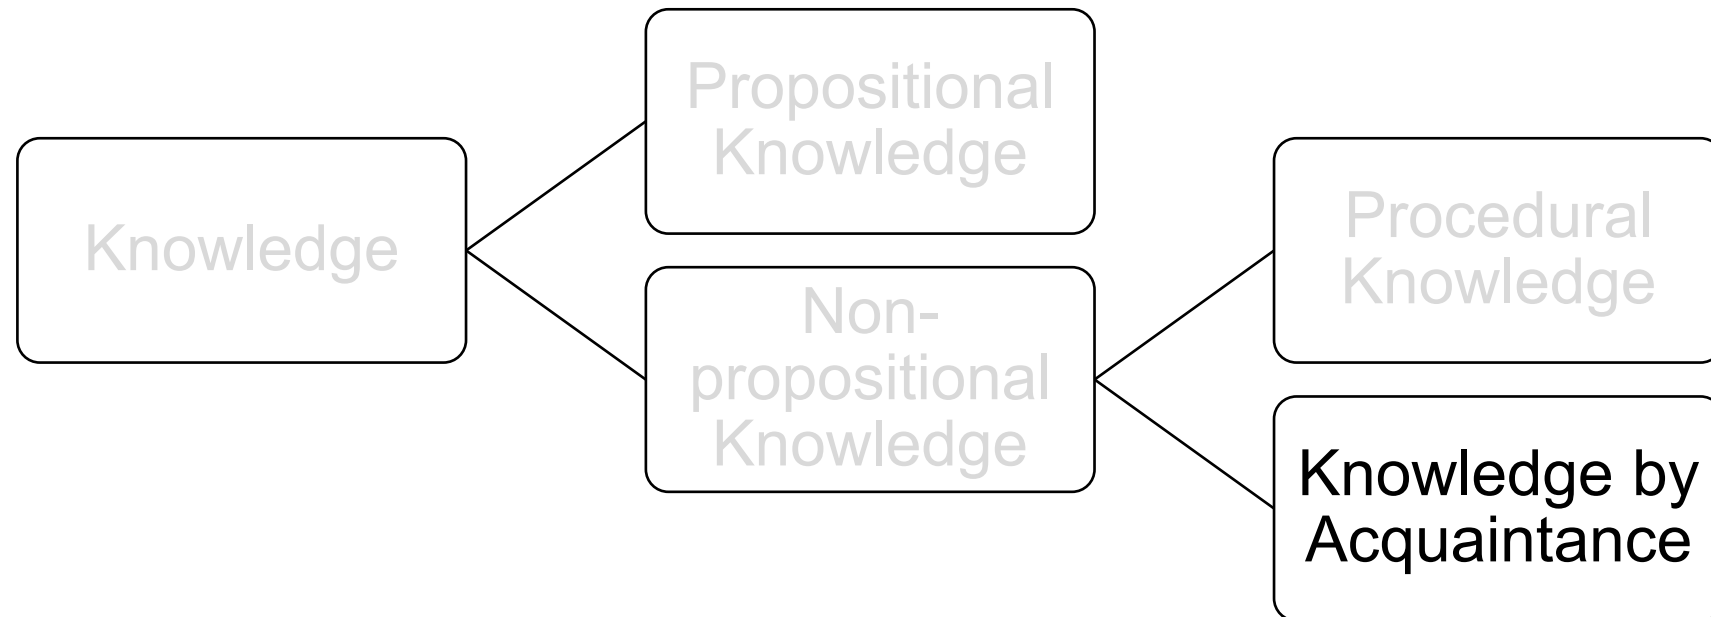 Knowledge
Propositional
Knowledge
Non-
propositional
Knowledge
Procedural
Knowledge
Knowledge by
Acquaintance